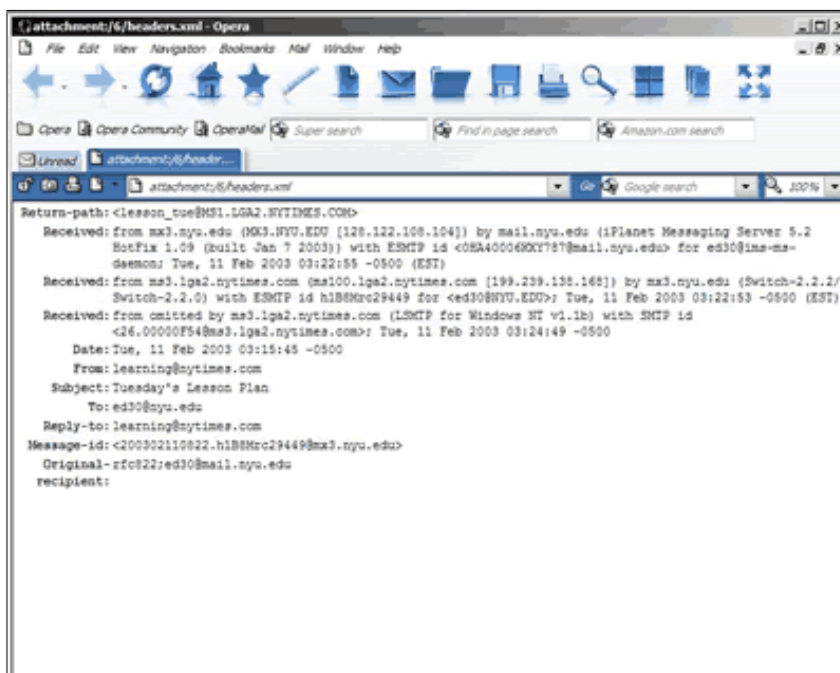 attachment:/6/headers.xml - Opera
File Edit View Navigation Bookmarks Mail Window Help
Opera Opera Community OperaMail Super search Find in page search Amazon.com search
Unread attachment:/6/header...
attachment:/6/headers.xml Go Google search 100%
Return-path: <lesson_tue@MS1.LGA2.NYTIMES.COM>
Received: from mx3.nyu.edu (MX3.NYU.EDU [128.122.108.104]) by mail.nyu.edu (iPlanet Messaging Server 5.2
HotFix 1.09 (built Jan 7 2003)) with ESMTP id <0HA40006KKY787@mail.nyu.edu> for ed30@ims-ms-
daemon; Tue, 11 Feb 2003 03:22:55 -0500 (EST)
Received: from ms3.lga2.nytimes.com (ms100.lga2.nytimes.com [199.239.138.168]) by mx3.nyu.edu (Switch-2.2.2/
Switch-2.2.0) with ESMTP id h1B8Mrc29449 for <ed30@NYU.EDU>; Tue, 11 Feb 2003 03:22:53 -0500 (EST)
Received: from omitted by ms3.lga2.nytimes.com (LSMTP for Windows NT v1.1b) with SMTP id
<26.00000F54@ms3.lga2.nytimes.com>; Tue, 11 Feb 2003 03:24:49 -0500
Date: Tue, 11 Feb 2003 03:15:45 -0500
From: learning@nytimes.com
Subject: Tuesday's Lesson Plan
To: ed30@nyu.edu
Reply-to: learning@nytimes.com
Message-id: <200302110822.h1B8Mrc29449@mx3.nyu.edu>
Original- rfc822;ed30@mail.nyu.edu
recipient: